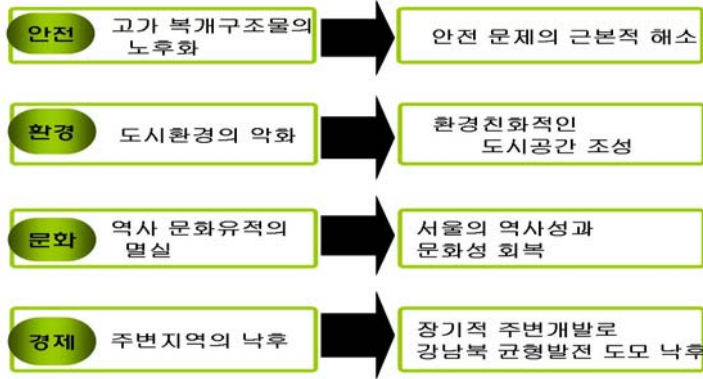 안전
고가 복개구조물의
노후화
안전 문제의 근본적 해소
환경
도시환경의 악화
환경친화적인
도시공간 조성
문화
역사 문화유적의
멸실
서울의 역사성과
문화성 회복
경제
주변지역의 낙후
장기적 주변개발로
강남북 균형발전 도모 낙후